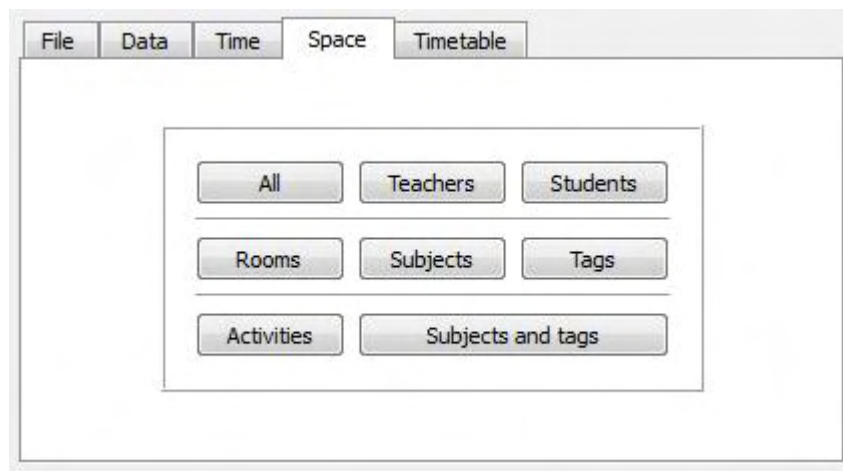 File Data Time Space Timetable
All Teachers Students
Rooms Subjects Tags
Activities Subjects and tags